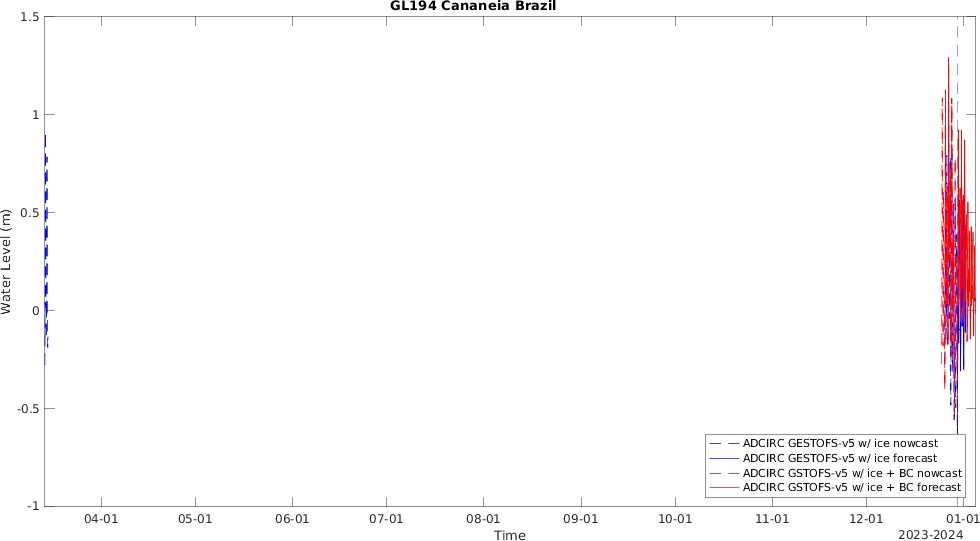 GL194 Cananeia Brazil
1.5
1
0.5
0
-0.5
-1
Water Level (m)
04-01 05-01 06-01 07-01 08-01 09-01 10-01 11-01 12-01 01-01
Time
2023-2024
ADCIRC GESTOFS-v5 w/ ice nowcast
ADCIRC GESTOFS-v5 w/ ice forecast
ADCIRC GSTOFS-v5 w/ ice + BC nowcast
ADCIRC GSTOFS-v5 w/ ice + BC forecast